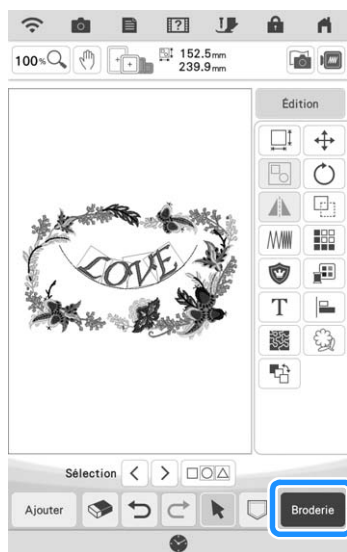 100%
152.5mm
239.9mm
Édition
LOVE
T
Sélection
Ajouter
Broderie